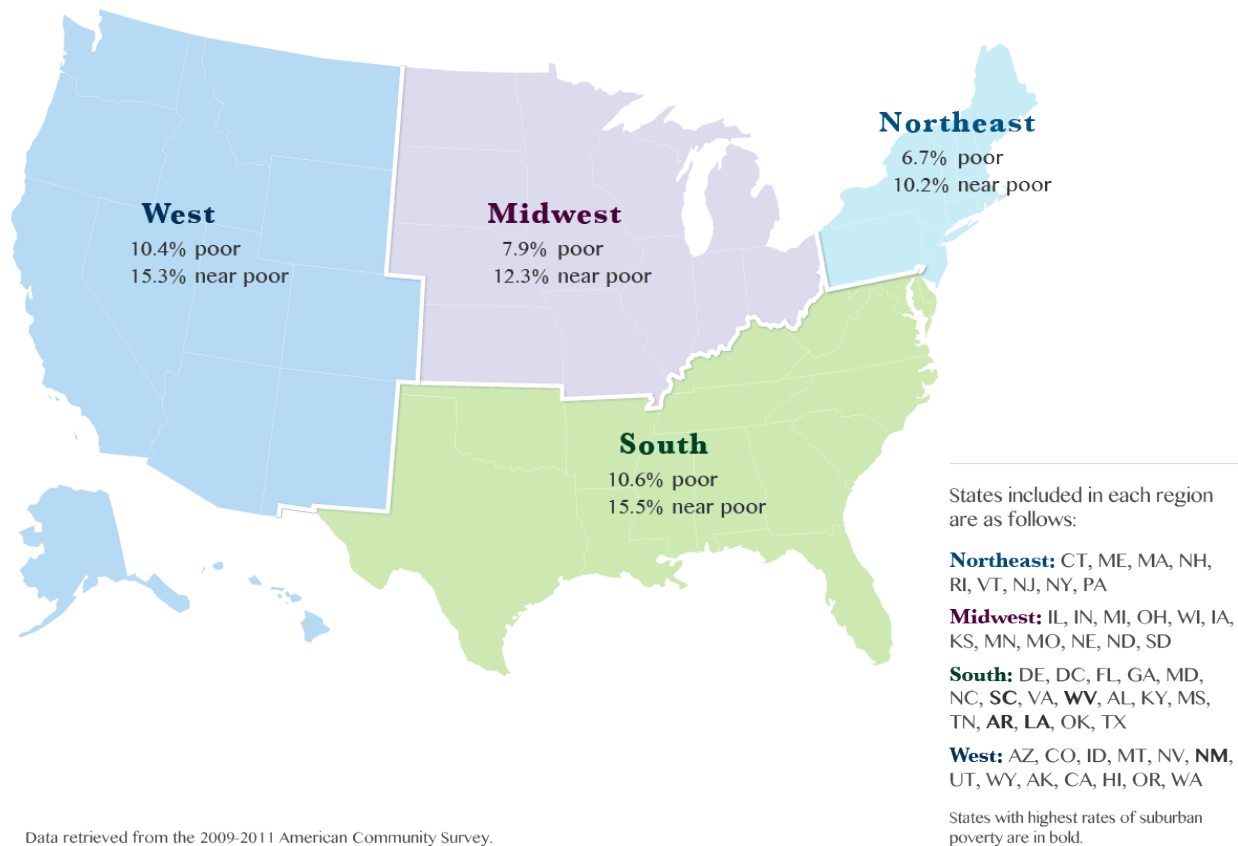 Northeast
6.7% poor
10.2% near poor
West
10.4% poor
15.3% near poor
Midwest
7.9% poor
12.3% near poor
South
10.6% poor
15.5% near poor
States included in each region
are as follows:
Northeast: CT, ME, MA, NH,
RI, VT, NJ, NY, PA
Midwest: IL, IN, MI, OH, WI, IA,
KS, MN, MO, NE, ND, SD
South: DE, DC, FL, GA, MD,
NC, SC, VA, WV, AL, KY, MS,
TN, AR, LA, OK, TX
West: AZ, CO, ID, MT, NV, NM,
UT, WY, AK, CA, HI, OR, WA
States with highest rates of suburban
poverty are in bold.
Data retrieved from the 2009-2011 American Community Survey.